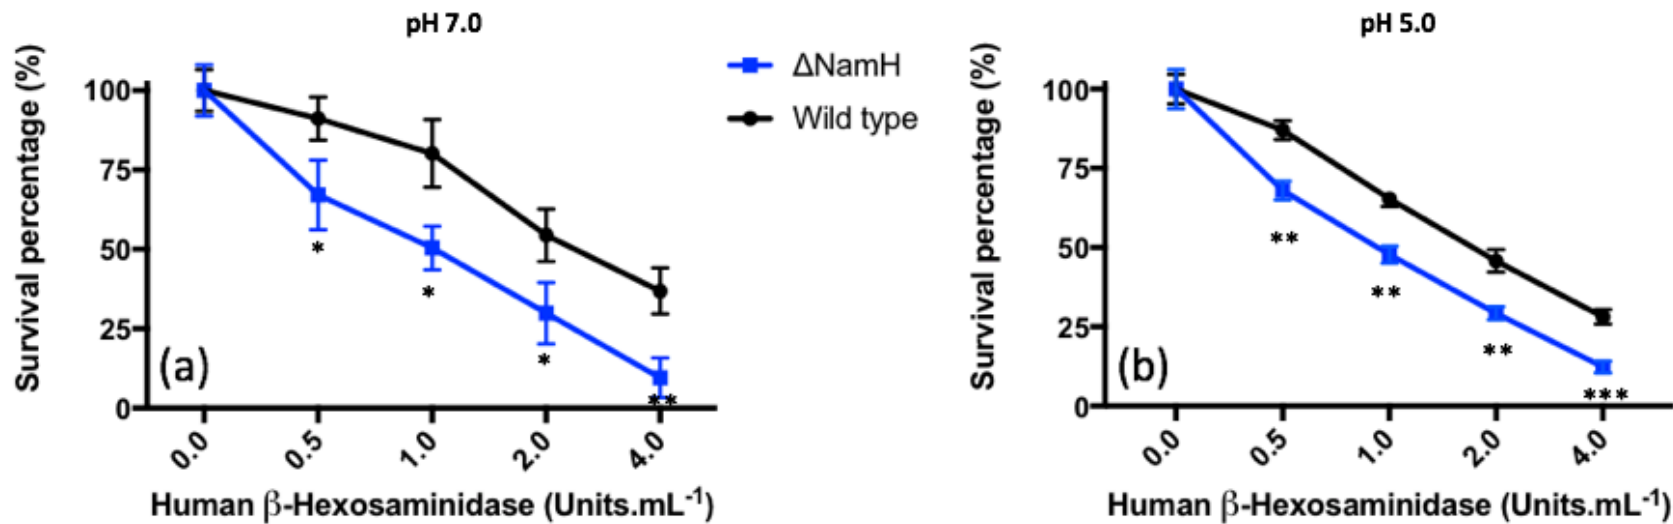 pH 7.0
Survival percentage (%)
100
75
50
25
0
(a)
*
*
*
**
0.0
0.5
1.0
2.0
4.0
Human β-Hexosaminidase (Units.mL⁻¹)
ΔNamH
Wild type
pH 5.0
Survival percentage (%)
100
75
50
25
0
(b)
**
**
**
***
0.0
0.5
1.0
2.0
4.0
Human β-Hexosaminidase (Units.mL⁻¹)